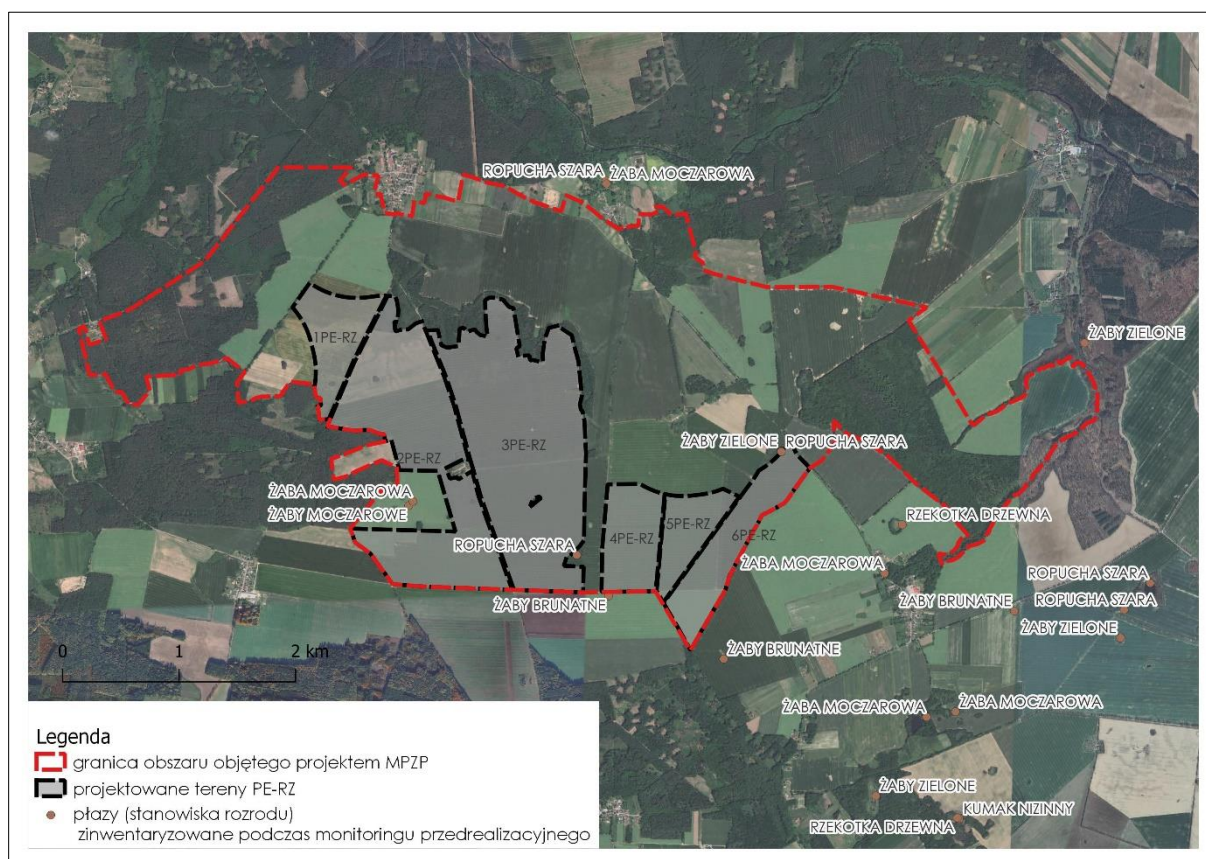 ROPUCHA SZARA
ŻABA MOCZAROWA
1PE-RZ
ŻABY ZIELONE
3PE-RZ
ŻABY ZIELONE
ROPUCHA SZARA
2PE-RZ
ŻABA MOCZAROWA
ŻABY MOCZAROWE
5PE-RZ
RZEKOTKA DRZEWNA
4PE-RZ
6PE-RZ
ROPUCHA SZARA
ŻABA MOCZAROWA
ROPUCHA SZARA
ŻABY BRUNATNE
ŻABY BRUNATNE
ROPUCHA SZARA
ŻABY ZIELONE
0 1 2 km
ŻABY BRUNATNE
ŻABA MOCZAROWA
ŻABA MOCZAROWA
Legenda
granica obszaru objętego projektem MPZP
projektowane tereny PE-RZ
płazy (stanowiska rozrodu)
zinwentaryzowane podczas monitoringu przedrealizacyjnego
ŻABY ZIELONE
KUMAK NIZINNY
RZEKOTKA DRZEWNA